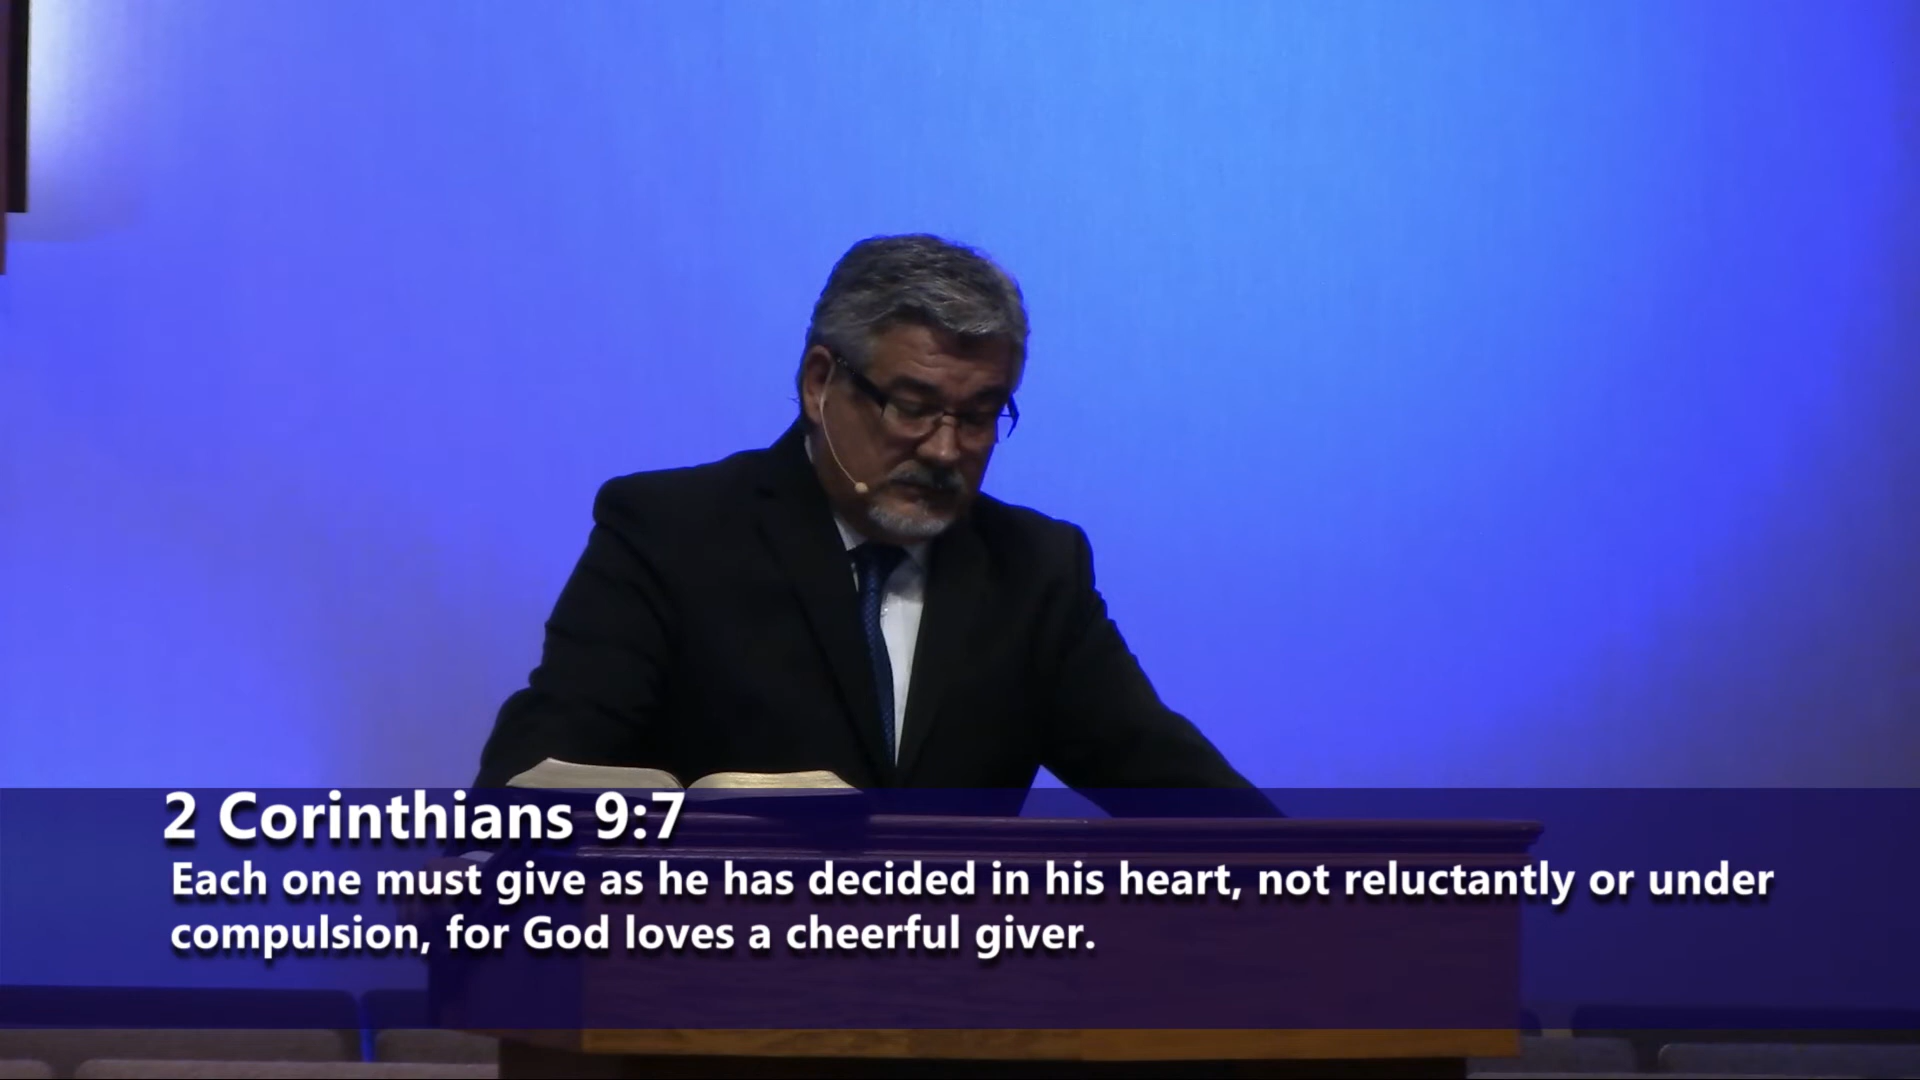 2 Corinthians 9:7
Each one must give as he has decided in his heart, not reluctantly or under
compulsion, for God loves a cheerful giver.